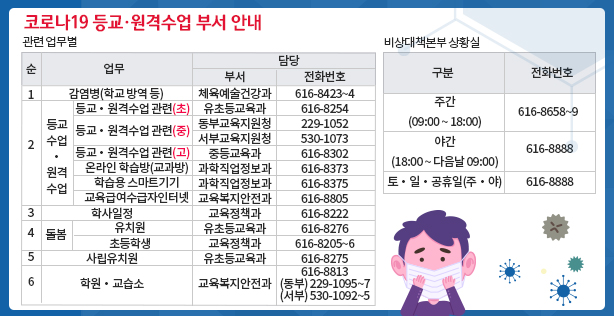 코로나19 등교·원격수업 부서 안내
관련 업무별
순 업무 담당
부서 전화번호
1 감염병(학교 방역 등) 체육예술건강과 616-8423~4
2 등교 수업 · 원격 수업
등교·원격수업 관련(초) 유초등교육과 616-8254
등교·원격수업 관련(중) 동부교육지원청 229-1052
서부교육지원청 530-1073
등교·원격수업 관련(고) 중등교육과 616-8302
온라인 학습방(교과방) 과학직업정보과 616-8373
학습용 스마트기기 과학직업정보과 616-8375
교육급여수급자인터넷 교육복지안전과 616-8805
3 학사일정 교육정책과 616-8222
4 돌봄 유치원 유초등교육과 616-8276
초등학생 교육정책과 616-8205~6
5 사립유치원 유초등교육과 616-8275
6 학원·교습소 교육복지안전과 616-8813
(동부) 229-1095~7
(서부) 530-1092~5
비상대책본부 상황실
구분 전화번호
주간
(09:00 ~ 18:00) 616-8658~9
야간
(18:00 ~ 다음날 09:00) 616-8888
토·일·공휴일(주·야) 616-8888